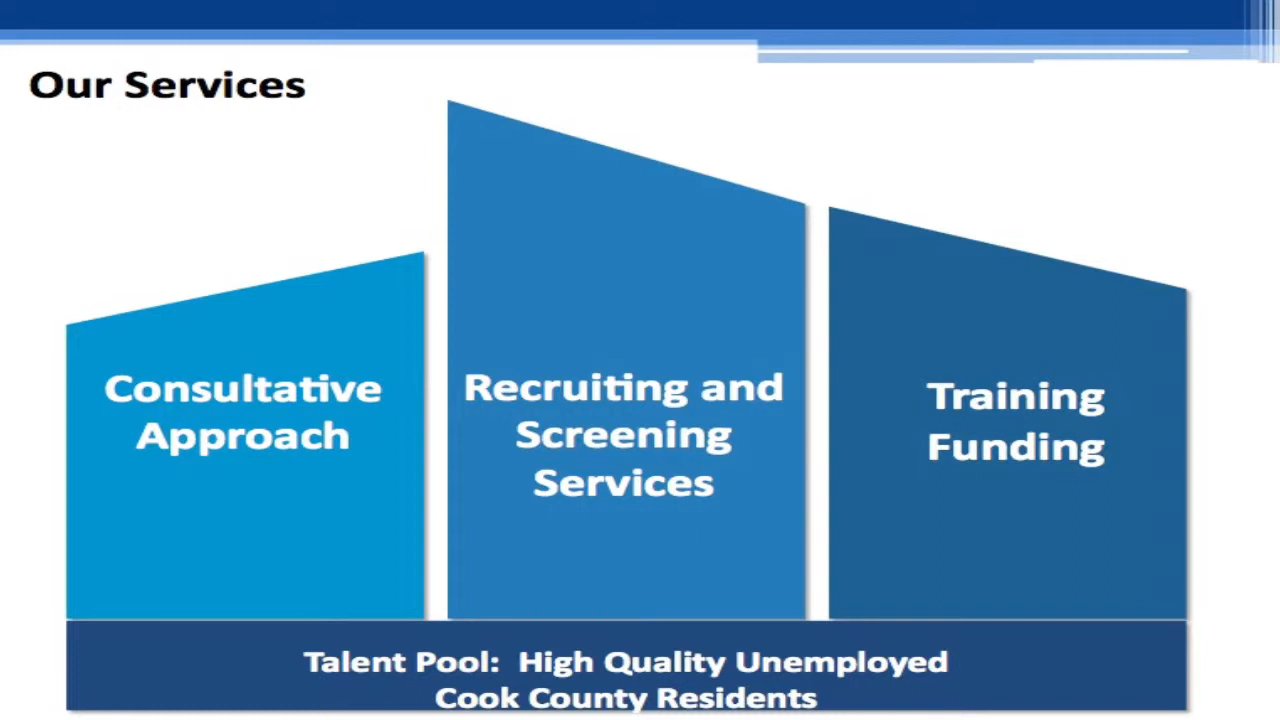 Our Services
Consultative
Approach
Recruiting and
Screening
Services
Training
Funding
Talent Pool:  High Quality Unemployed
Cook County Residents